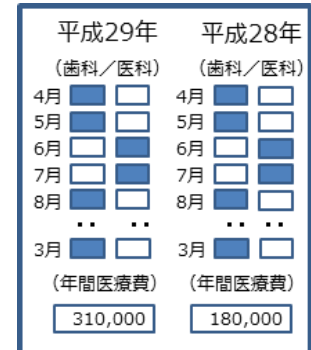 平成29年 平成28年
（歯科／医科） （歯科／医科）
4月 4月
5月 5月
6月 6月
7月 7月
8月 8月
‥ ‥ ‥ ‥
3月 3月
（年間医療費） （年間医療費）
310,000 180,000